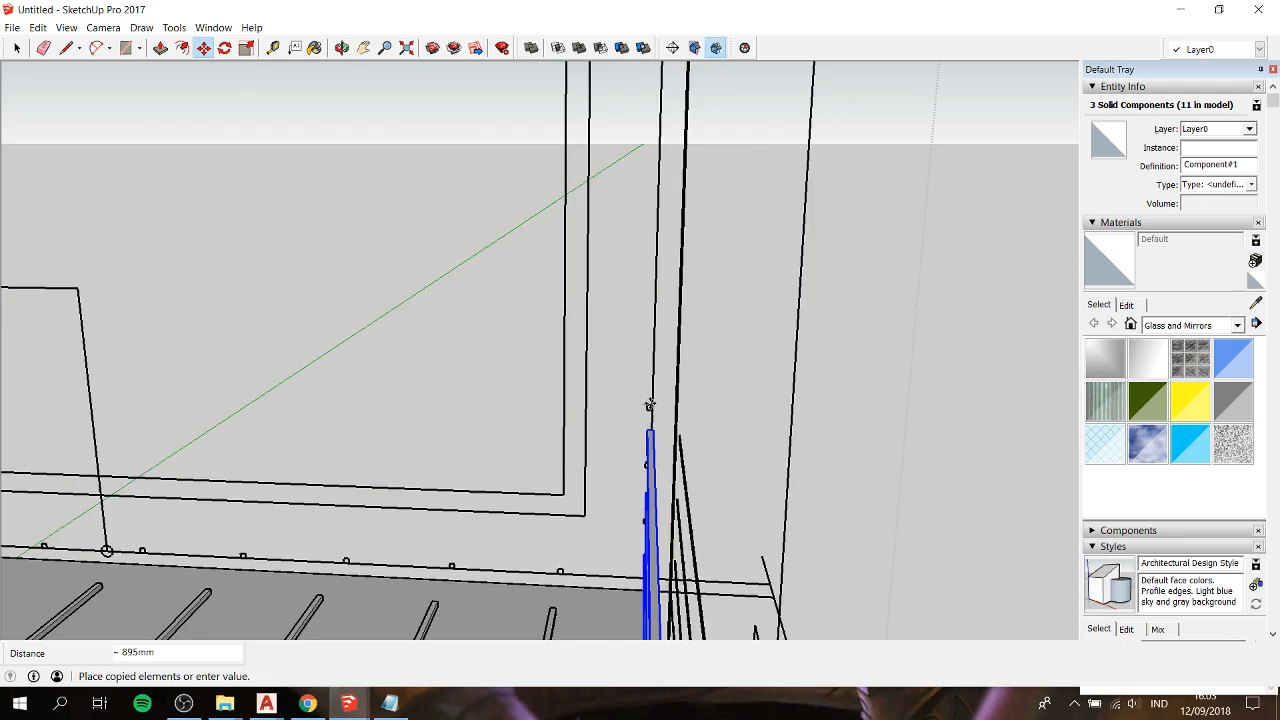 Untitled - SketchUp Pro 2017
File Edit View Camera Draw Tools Window Help
Layer0
Default Tray
Entity Info
3 Solid Components (11 in model)
Layer: Layer0
Instance:
Definition: Component#1
Type: Type: <undefi...
Volume:
Materials
Default
Select Edit
Glass and Mirrors
Components
Styles
Architectural Design Style
Default face colors.
Profile edges. Light blue
sky and gray background
Select Edit Mix
Distance ~ 895mm
Place copied elements or enter value.
IND
16.05
12/09/2018